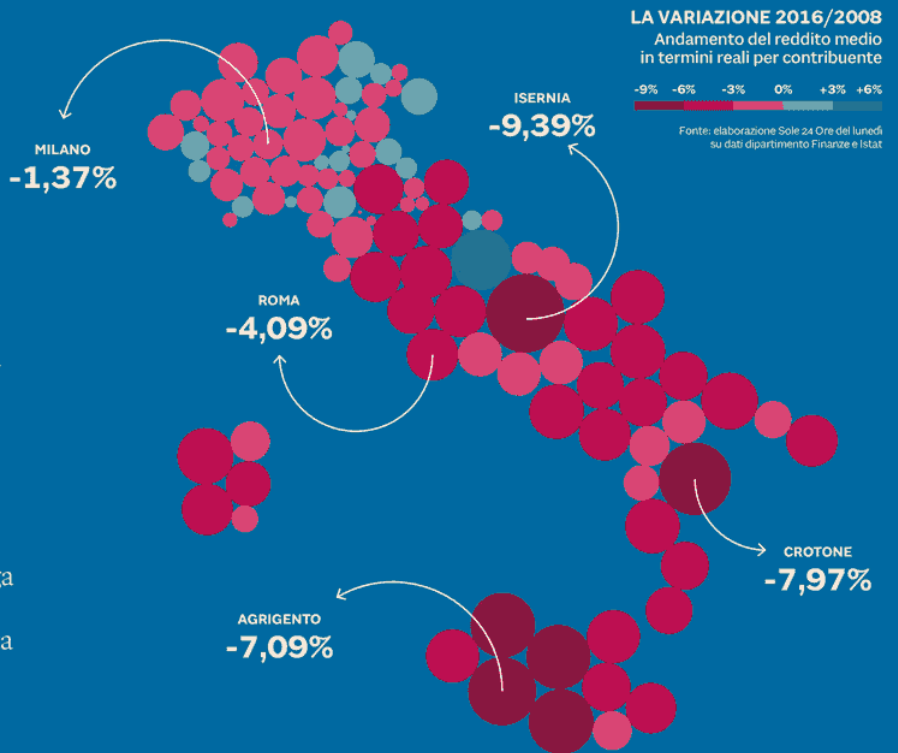 LA VARIAZIONE 2016/2008
Andamento del reddito medio
in termini reali per contribuente
-9% -6% -3% 0% +3% +6%
Fonte: elaborazione Sole 24 Ore del lunedì
su dati dipartimento Finanze e Istat
ISERNIA
-9,39%
MILANO
-1,37%
ROMA
-4,09%
CROTONE
-7,97%
AGRIGENTO
-7,09%